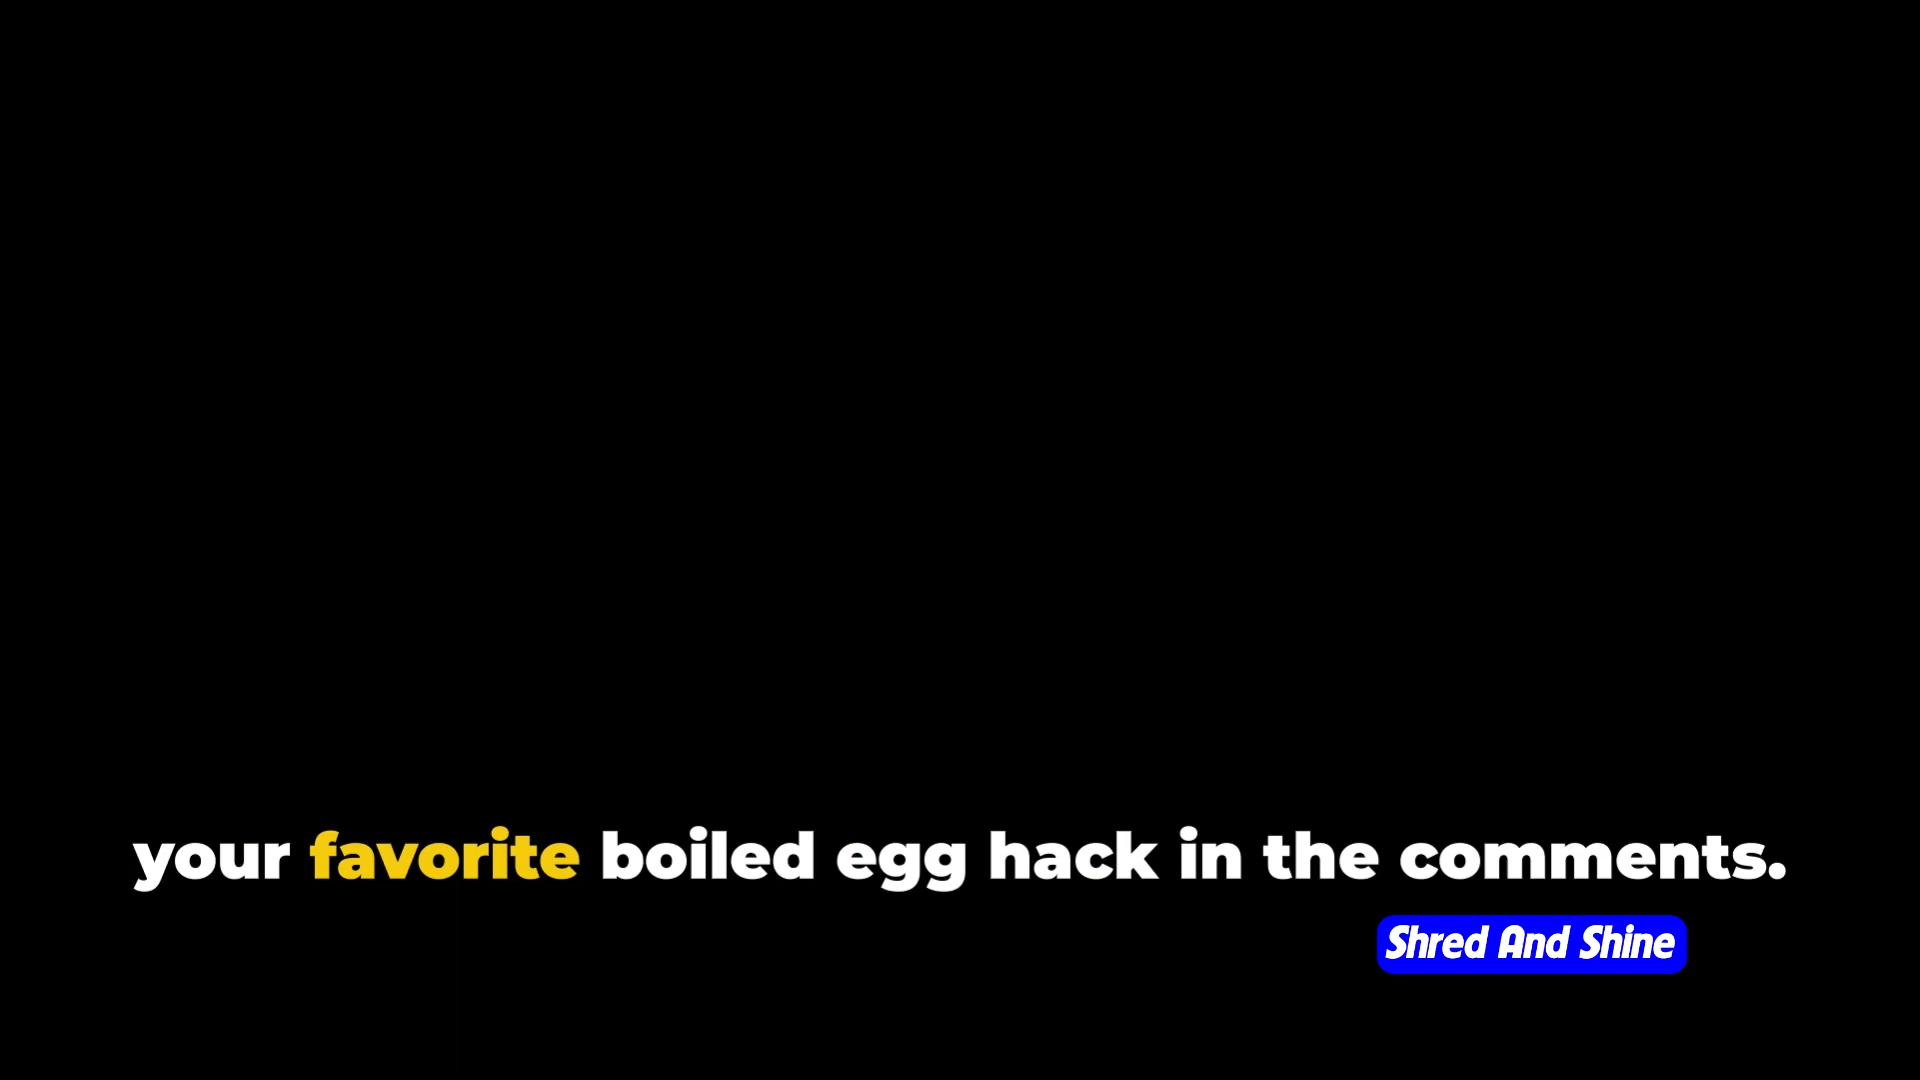 your favorite boiled egg hack in the comments.
Shred And Shine